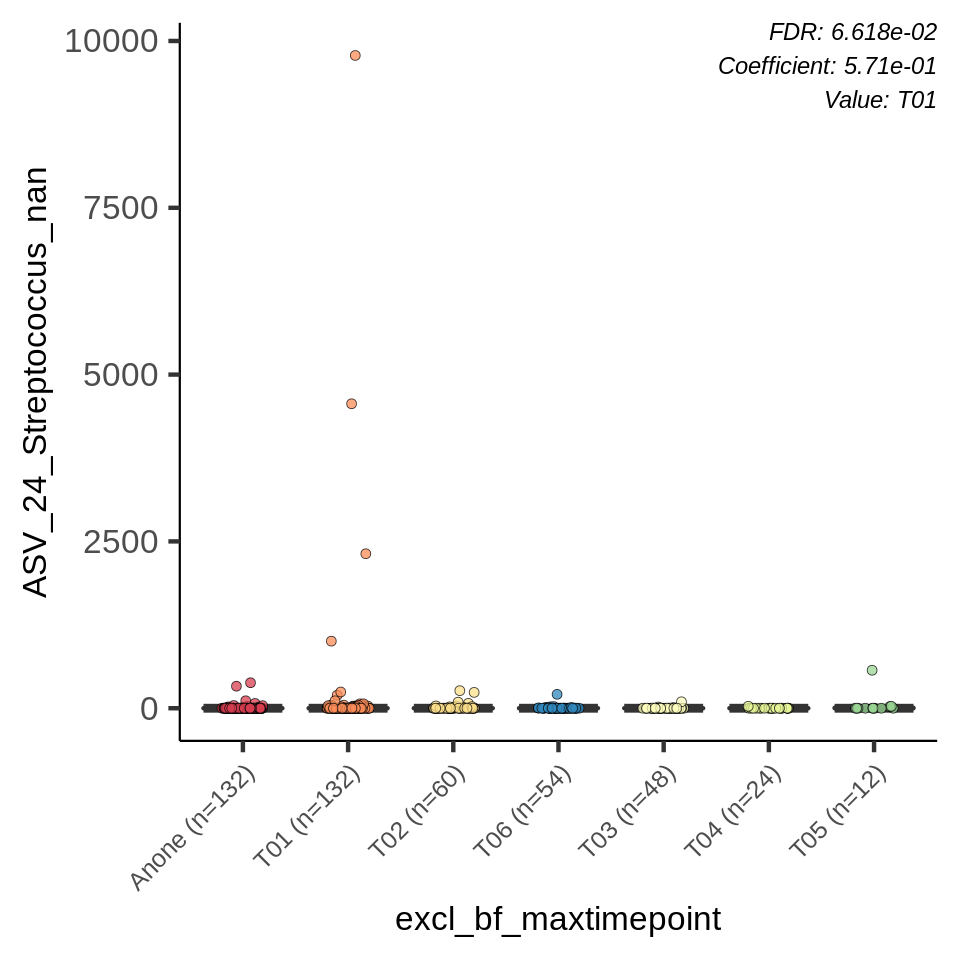 FDR: 6.618e-02
Coefficient: 5.71e-01
Value: T01
10000
7500
5000
2500
0
ASV_24_Streptococcus_nan
Anone (n=132)
T01 (n=132)
T02 (n=60)
T06 (n=54)
T03 (n=48)
T04 (n=24)
T05 (n=12)
excl_bf_maxtimepoint